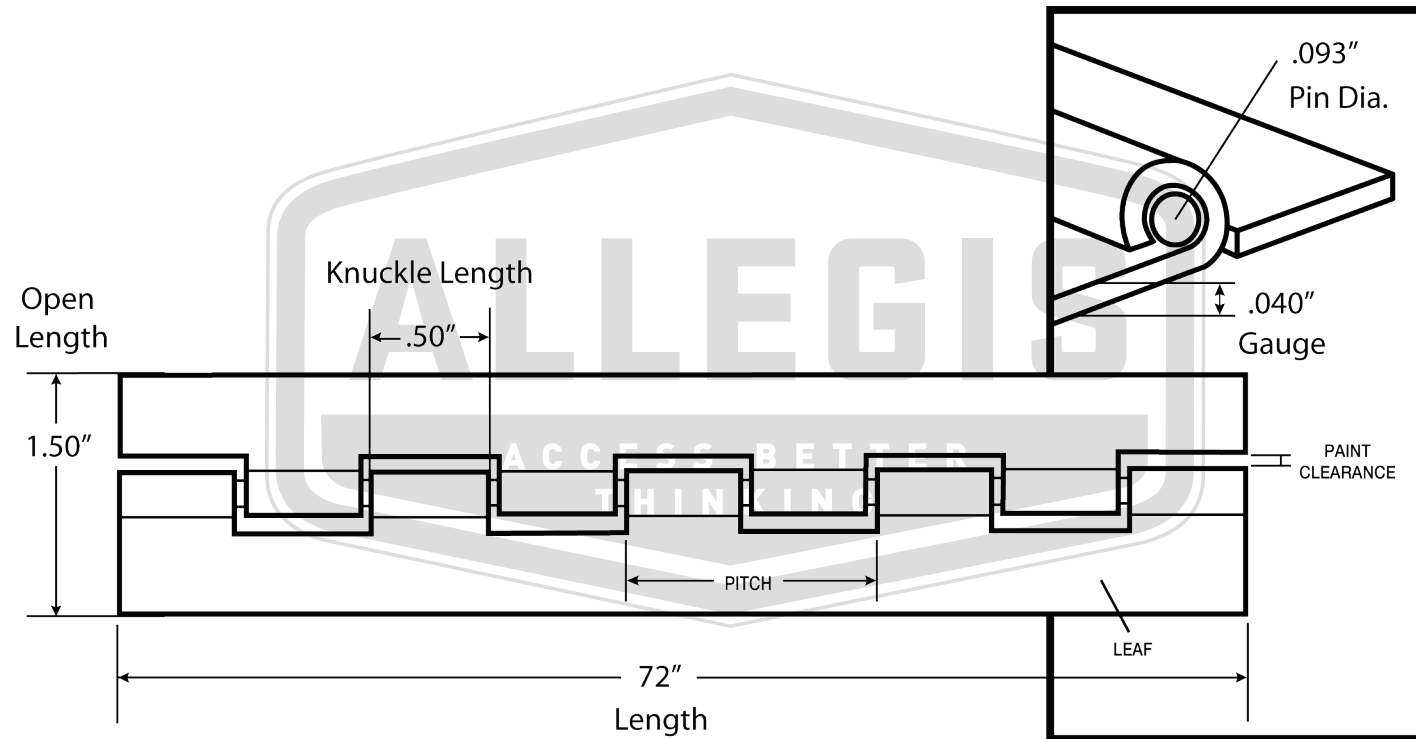 .093"
Pin Dia.
Knuckle Length
.50"
Open
Length
.040"
Gauge
1.50"
PAINT
CLEARANCE
PITCH
LEAF
72"
Length
ALLEGIS
ACCESS BETTER
THINKING